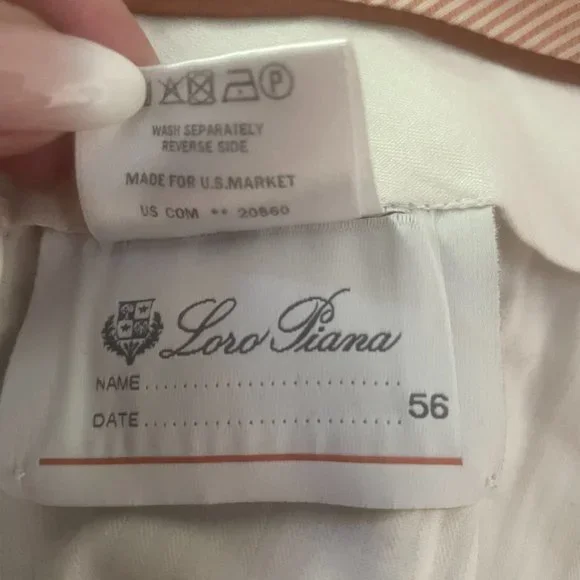 P
WASH SEPARATELY
REVERSE SIDE
MADE FOR U.S.MARKET
US COM ** 20860
Loro Piana
NAME..............................
DATE.............................. 56